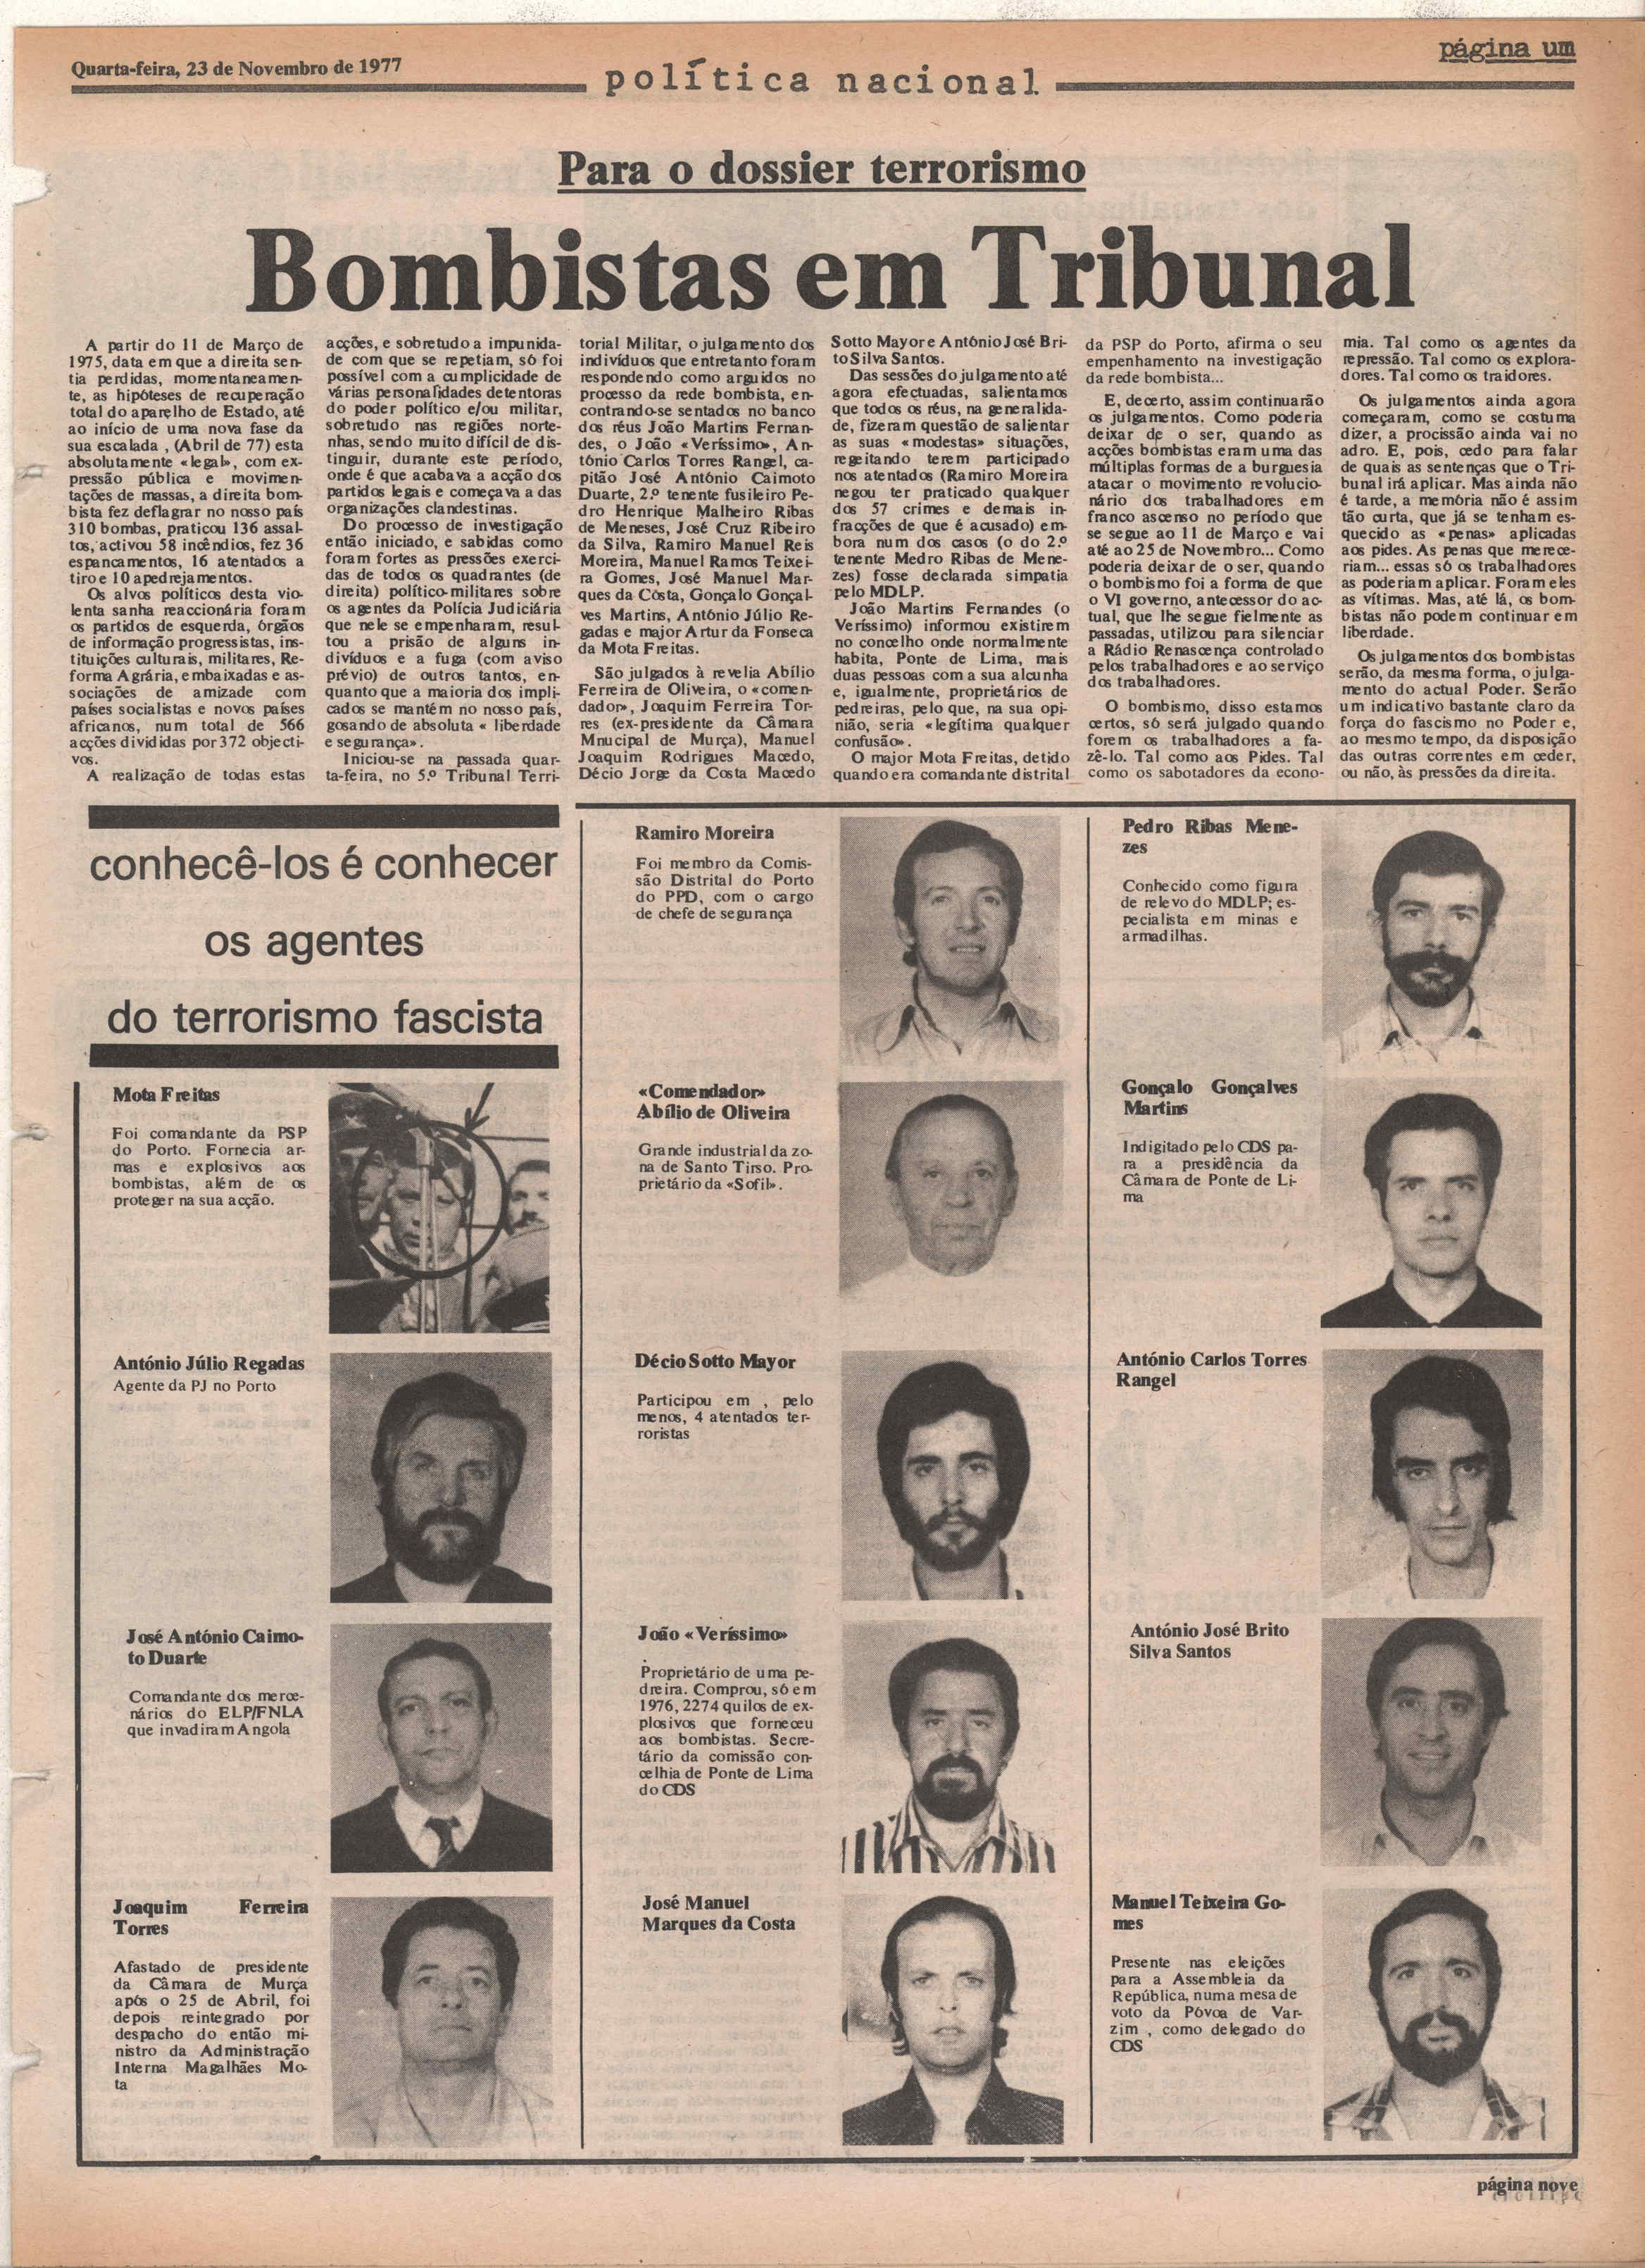 Quarta-feira, 23 de Novembro de 1977
política nacional
página um
Para o dossier terrorismo
Bombistas em Tribunal
A partir do 11 de Março de
1975, data em que a direita sen-
tia perdidas, momentaneamen-
te, as hipóteses de recuperação
total do aparelho de Estado, até
ao início de uma nova fase da
sua escalada , (Abril de 77) esta
absolutamente «legal», com ex-
pressão pública e movimen-
tações de massas, a direita bom-
bista fez deflagrar no nosso país
310 bombas, praticou 136 assal-
tos, activou 58 incêndios, fez 36
espancamentos, 16 atentados a
tiro e 10 apedrejamentos.
Os alvos políticos desta vio-
lenta sanha reaccionária foram
os partidos de esquerda, órgãos
de informação progressistas, ins-
tituições culturais, militares, Re-
forma Agrária, embaixadas e as-
sociações de amizade com
países socialistas e novos países
africanos, num total de 566
acções divididas por 372 objecti-
vos.
A realização de todas estas
acções, e sobretudo a impunida-
de com que se repetiam, só foi
possível com a cumplicidade de
várias personalidades detentoras
do poder político e/ou militar,
sobretudo nas regiões norte-
nhas, sendo muito difícil de dis-
tinguir, durante este período,
onde é que acabava a acção dos
partidos legais e começava a das
organizações clandestinas.
Do processo de investigação
então iniciado, e sabidas como
foram fortes as pressões exerci-
das de todos os quadrantes (de
direita) político-militares sobre
os agentes da Polícia Judiciária
que nele se empenharam, resul-
tou a prisão de alguns in-
divíduos e a fuga (com aviso
prévio) de outros tantos, en-
quanto que a maioria dos impli-
cados se mantém no nosso país,
gosando de absoluta « liberdade
e segurança».
Iniciou-se na passada quar-
ta-feira, no 5.º Tribunal Terri-
torial Militar, o julgamento dos
indivíduos que entretanto foram
respondendo como arguidos no
processo da rede bombista, en-
contrando-se sentados no banco
dos réus João Martins Fernan-
des, o João «Veríssimo», An-
tónio Carlos Torres Rangel, ca-
pitão José António Caimoto
Duarte, 2.º tenente fusileiro Pe-
dro Henrique Malheiro Ribas
de Meneses, José Cruz Ribeiro
da Silva, Ramiro Manuel Reis
Moreira, Manuel Ramos Teixei-
ra Gomes, José Manuel Mar-
ques da Costa, Gonçalo Gonçal-
ves Martins, António Júlio Re-
gadas e major Artur da Fonseca
da Mota Freitas.
São julgados à revelia Abílio
Ferreira de Oliveira, o «comen-
dador», Joaquim Ferreira Tor-
res (ex-presidente da Câmara
Mnucipal de Murça), Manuel
Joaquim Rodrigues Macedo,
Décio Jorge da Costa Macedo
Sotto Mayor e António José Bri-
to Silva Santos.
Das sessões do julgamento até
agora efectuadas, salientamos
que todos os réus, na generalida-
de, fizeram questão de salientar
as suas «modestas» situações,
regeitando terem participado
nos atentados (Ramiro Moreira
negou ter praticado qualquer
dos 57 crimes e demais in-
fracções de que é acusado) em-
bora num dos casos (o do 2.º
tenente Medro Ribas de Mene-
zes) fosse declarada simpatia
pelo MDLP.
João Martins Fernandes (o
Veríssimo) informou existirem
no concelho onde normalmente
habita, Ponte de Lima, mais
duas pessoas com a sua alcunha
e, igualmente, proprietários de
pedreiras, pelo que, na sua opi-
nião, seria «legítima qualquer
confusão».
O major Mota Freitas, detido
quando era comandante distrital
da PSP do Porto, afirma o seu
empenhamento na investigação
da rede bombista...
E, decerto, assim continuarão
os julgamentos. Como poderia
deixar de o ser, quando as
acções bombistas eram uma das
múltiplas formas de a burguesia
atacar o movimento revolucio-
nário dos trabalhadores em
franco ascenso no período que
se segue ao 11 de Março e vai
até ao 25 de Novembro... Como
poderia deixar de o ser, quando
o bombismo foi a forma de que
o VI governo, antecessor do ac-
tual, que lhe segue fielmente as
passadas, utilizou para silenciar
a Rádio Renascença controlado
pelos trabalhadores e ao serviço
dos trabalhadores.
O bombismo, disso estamos
certos, só será julgado quando
forem os trabalhadores a fa-
zê-lo. Tal como aos Pides. Tal
como os sabotadores da econo-
mia. Tal como os agentes da
repressão. Tal como os explora-
dores. Tal como os traidores.
Os julgamentos ainda agora
começaram, como se costuma
dizer, a procissão ainda vai no
adro. E, pois, cedo para falar
de quais as sentenças que o Tri-
bunal irá aplicar. Mas ainda não
é tarde, a memória não é assim
tão curta, que já se tenham es-
quecido as «penas» aplicadas
aos pides. As penas que merece-
riam... essas só os trabalhadores
as poderiam aplicar. Foram eles
as vítimas. Mas, até lá, os bom-
bistas não podem continuar em
liberdade.
Os julgamentos dos bombistas
serão, da mesma forma, o julga-
mento do actual Poder. Serão
um indicativo bastante claro da
força do fascismo no Poder e,
ao mesmo tempo, da disposição
das outras correntes em ceder,
ou não, às pressões da direita.
conhecê-los é conhecer
os agentes
do terrorismo fascista
Mota Freitas
Foi comandante da PSP
do Porto. Fornecia ar-
mas e explosivos aos
bombistas, além de os
proteger na sua acção.
António Júlio Regadas
Agente da PJ no Porto
José António Caimo-
to Duarte
Comandante dos merce-
nários do ELP/FNLA
que invadiram Angola
Joaquim Ferreira
Torres
Afastado de presidente
da Câmara de Murça
após o 25 de Abril, foi
depois reintegrado por
despacho do então mi-
nistro da Administração
Interna Magalhães Mo-
ta
Ramiro Moreira
Foi membro da Comis-
são Distrital do Porto
do PPD, com o cargo
de chefe de segurança
«Comendador»
Abílio de Oliveira
Grande industrial da zo-
na de Santo Tirso. Pro-
prietário da «Sofil».
Décio Sotto Mayor
Participou em , pelo
menos, 4 atentados ter-
roristas
João «Veríssimo»
Proprietário de uma pe-
dreira. Comprou, só em
1976, 2274 quilos de ex-
plosivos que forneceu
aos bombistas. Secre-
tário da comissão con-
celhia de Ponte de Lima
do CDS
José Manuel
Marques da Costa
Pedro Ribas Mene-
zes
Conhecido como figura
de relevo do MDLP; es-
pecialista em minas e
armadilhas.
Gonçalo Gonçalves
Martins
Indigitado pelo CDS pa-
ra a presidência da
Câmara de Ponte de Li-
ma
António Carlos Torres
Rangel
António José Brito
Silva Santos
Manuel Teixeira Go-
mes
Presente nas eleições
para a Assembleia da
República, numa mesa de
voto da Póvoa de Var-
zim , como delegado do
CDS
página nove